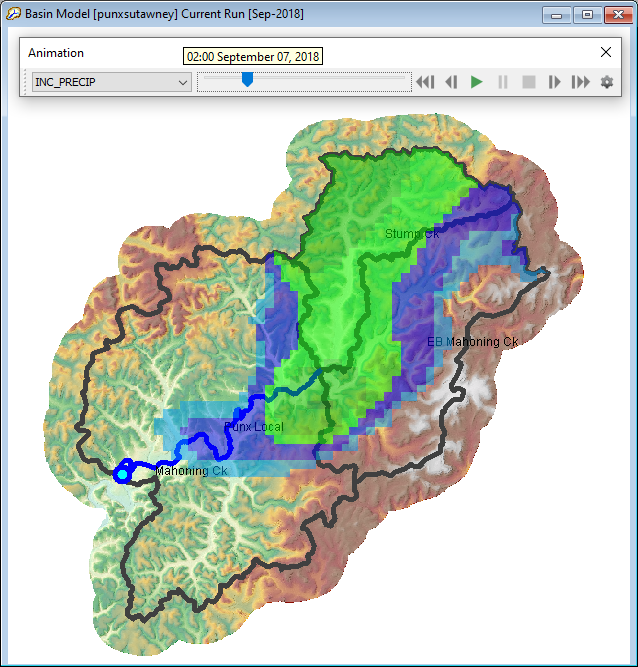 Basin Model [punxsutawney] Current Run [Sep-2018]
Animation
02:00 September 07, 2018
INC_PRECIP
Stump Ck
EB Mahoning Ck
Punx Local
Mahoning Ck